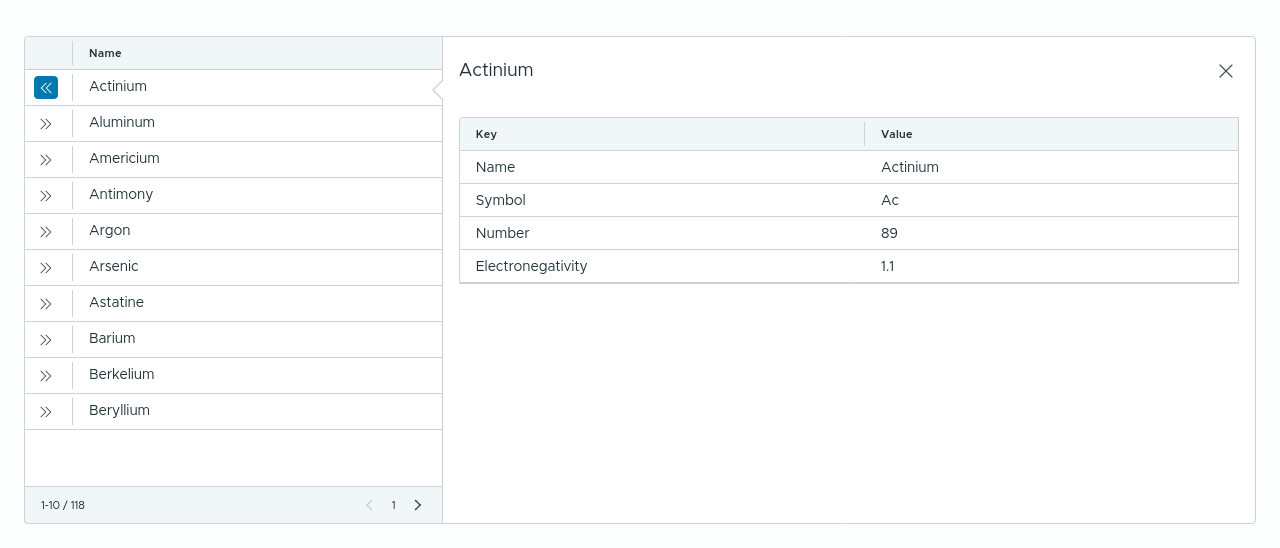 Name
Actinium
Aluminum
Americium
Antimony
Argon
Arsenic
Astatine
Barium
Berkelium
Beryllium
1-10 / 118
1
Actinium
Key Value
Name Actinium
Symbol Ac
Number 89
Electronegativity 1.1